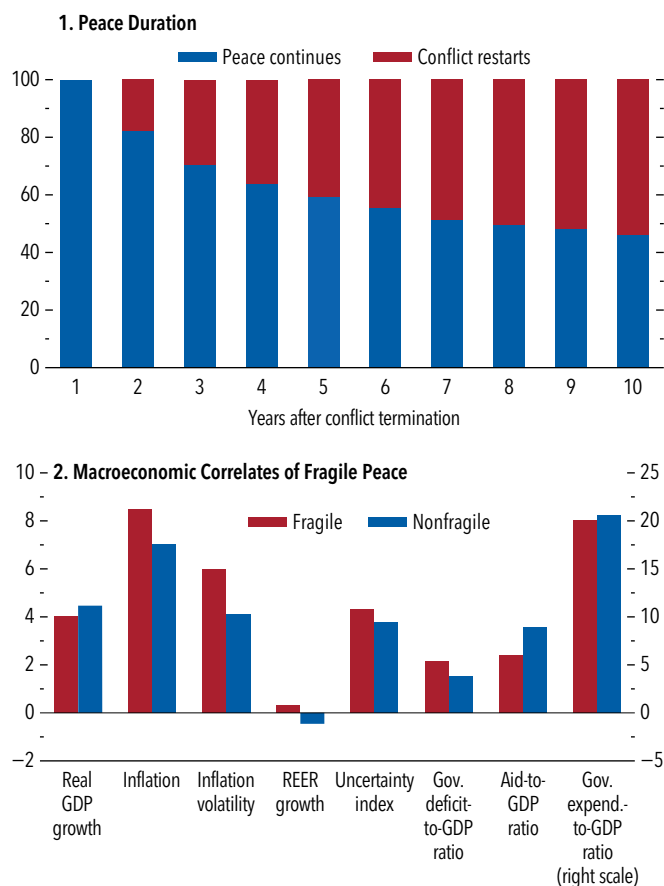 1. Peace Duration
Peace continues
Conflict restarts
100
80
60
40
20
0
1 2 3 4 5 6 7 8 9 10
Years after conflict termination
2. Macroeconomic Correlates of Fragile Peace
Fragile
Nonfragile
10
8
6
4
2
0
−2
25
20
15
10
5
0
−5
Real
GDP
growth
Inflation
Inflation
volatility
REER
growth
Uncertainty
index
Gov.
deficit-
to-GDP
ratio
Aid-to-
GDP
ratio
Gov.
expend.-
to-GDP
ratio
(right scale)